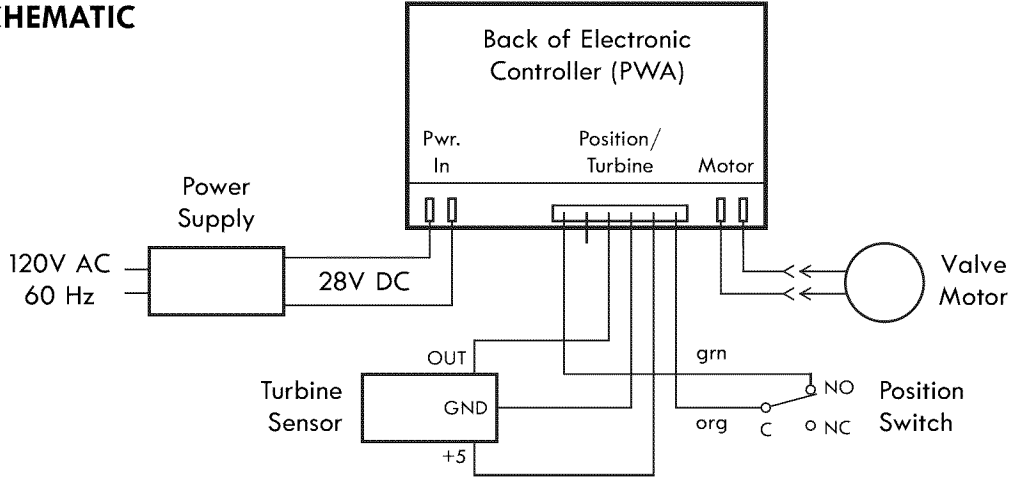 CHEMATIC
Back of Electronic
Controller (PWA)
Pwr.
In
Position/
Turbine
Motor
Power
Supply
120V AC
60 Hz
28V DC
Valve
Motor
OUT
GND
+5
Turbine
Sensor
grn
org
C
NO
NC
Position
Switch